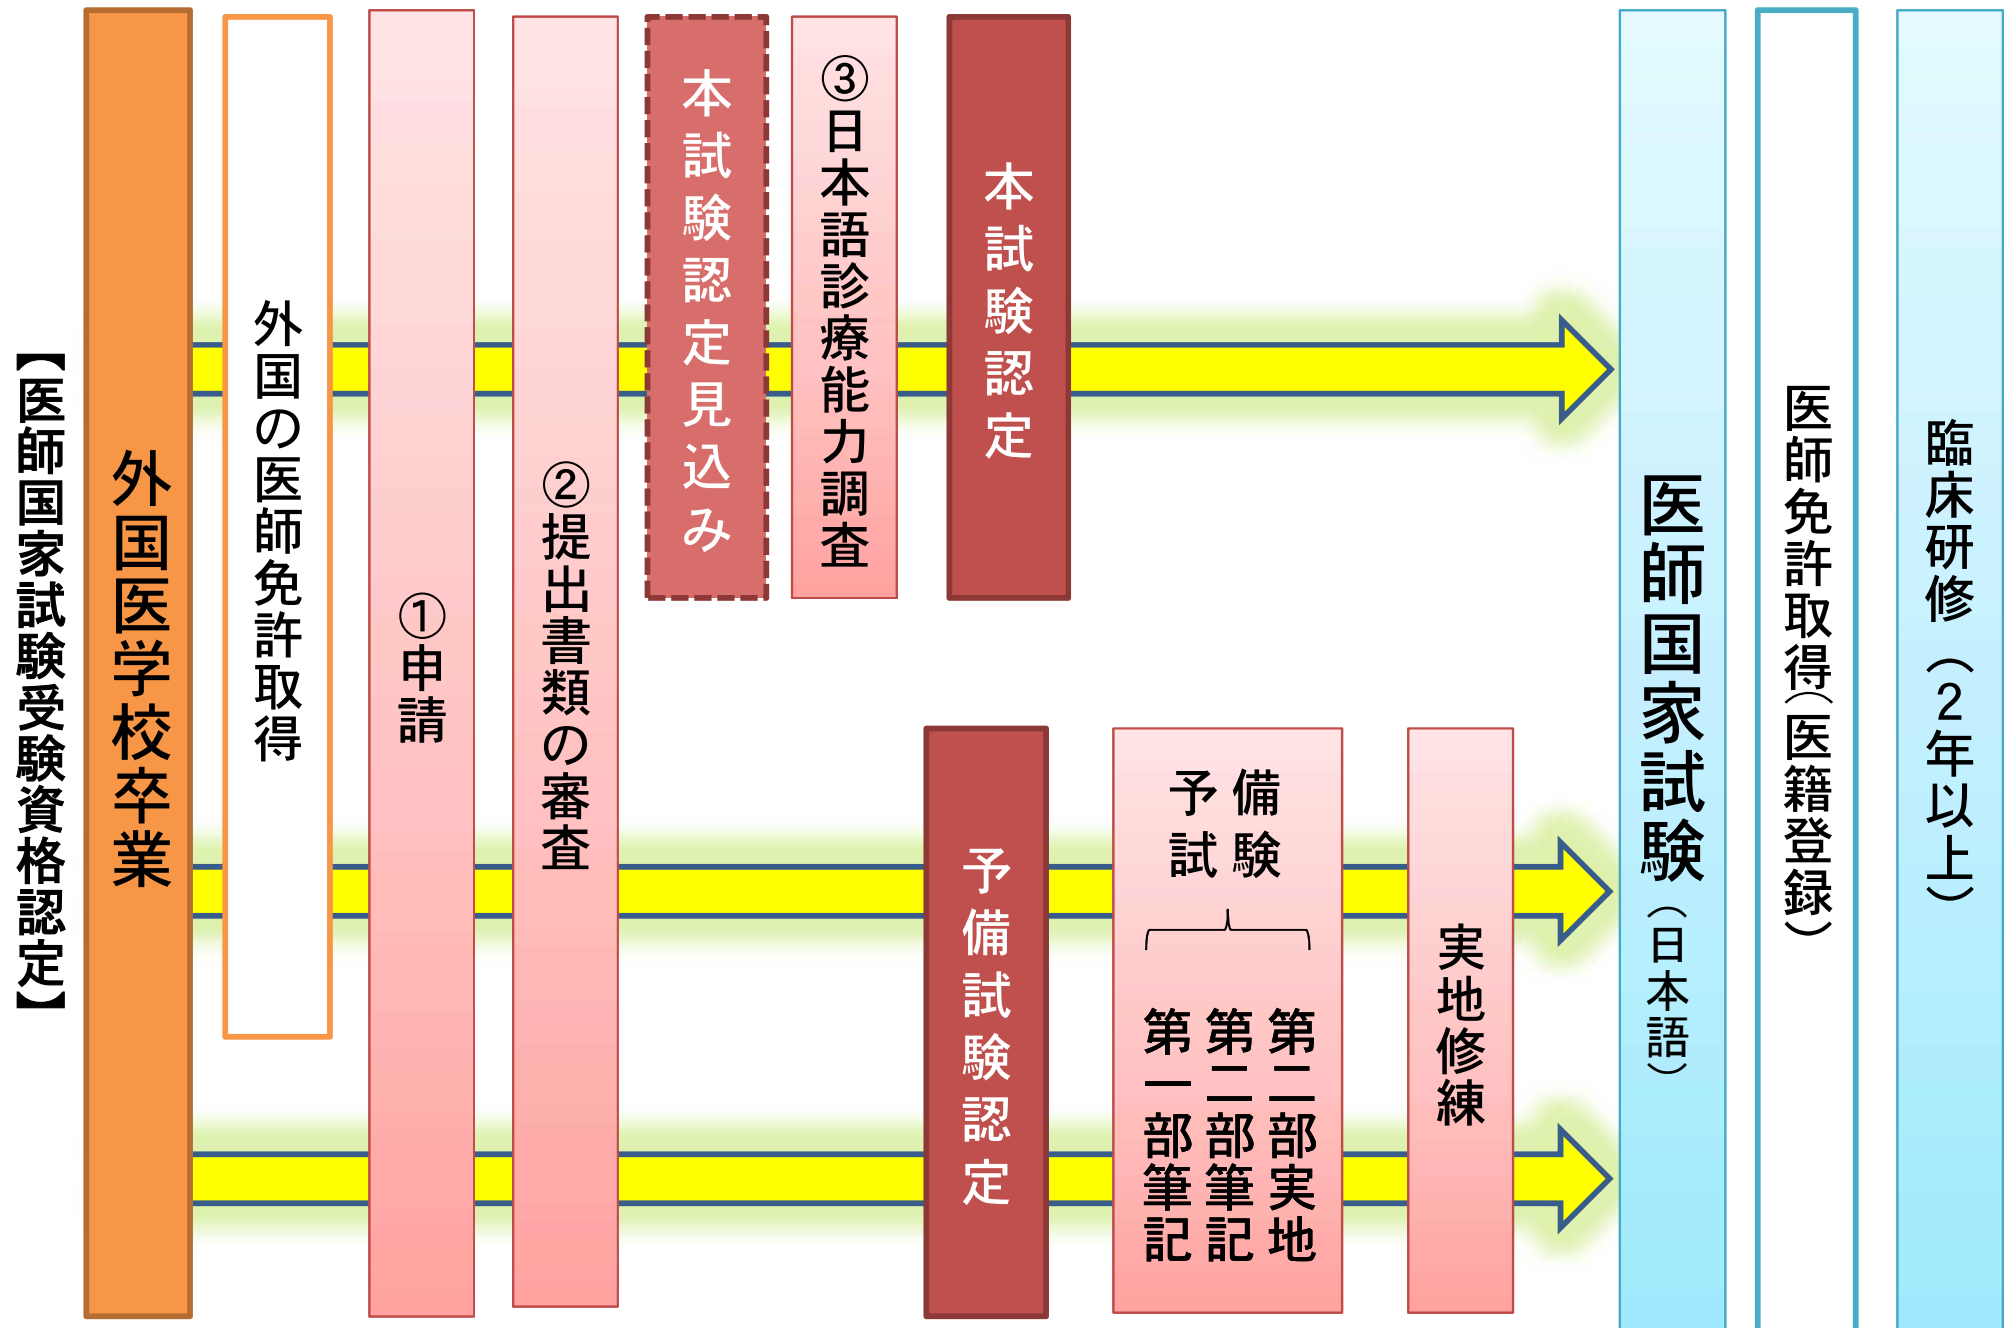 【医師国家試験受験資格認定】
外国医学校卒業
外国の医師免許取得
①申請
②提出書類の審査
本試験認定見込み
③日本語診療能力調査
本試験認定
予備試験認定
予備
試験
第一部筆記
第二部筆記
第二部実地
実地修練
医師国家試験（日本語）
医師免許取得（医籍登録）
臨床研修（2年以上）